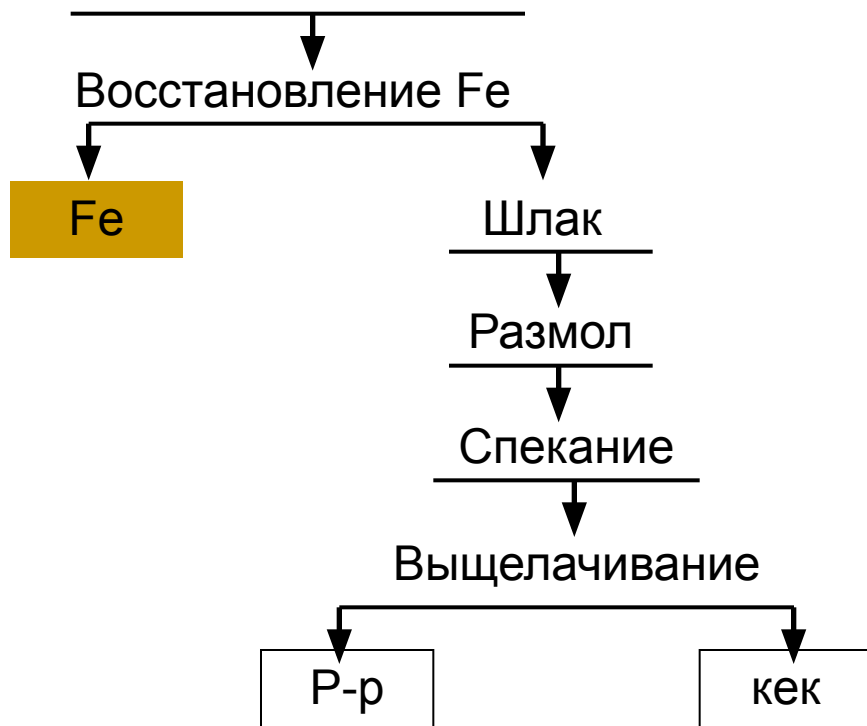 Восстановление Fe
Fe
Шлак
Размол
Спекание
Выщелачивание
Р-р
кек